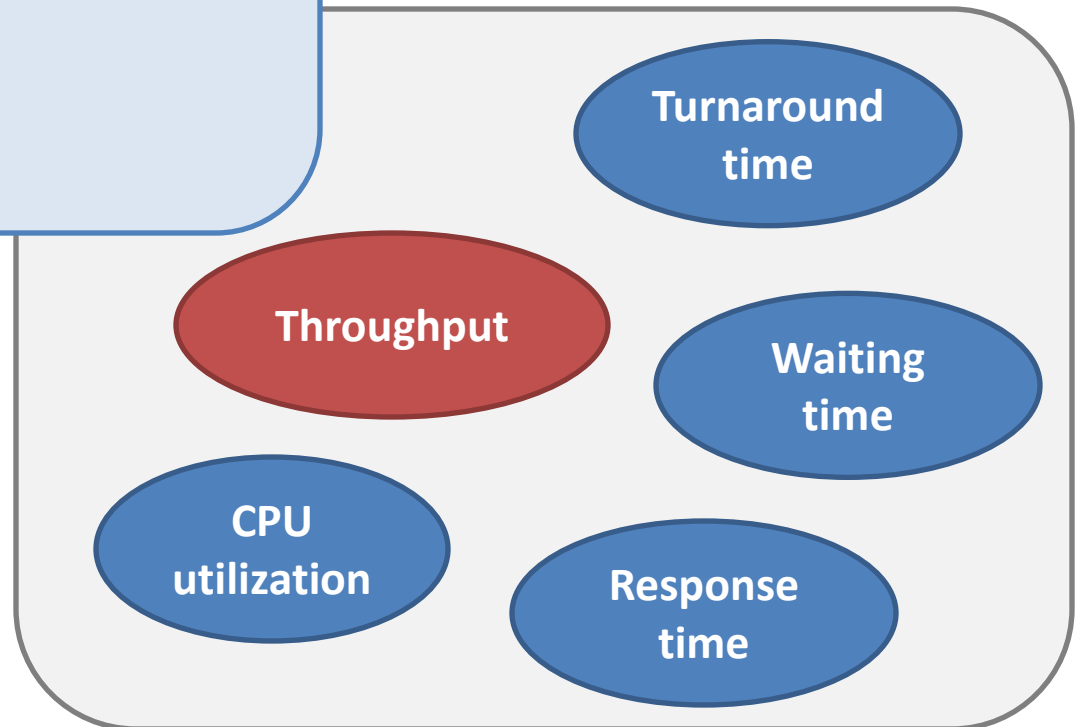 Turnaround
time
Throughput
Waiting
time
CPU
utilization
Response
time